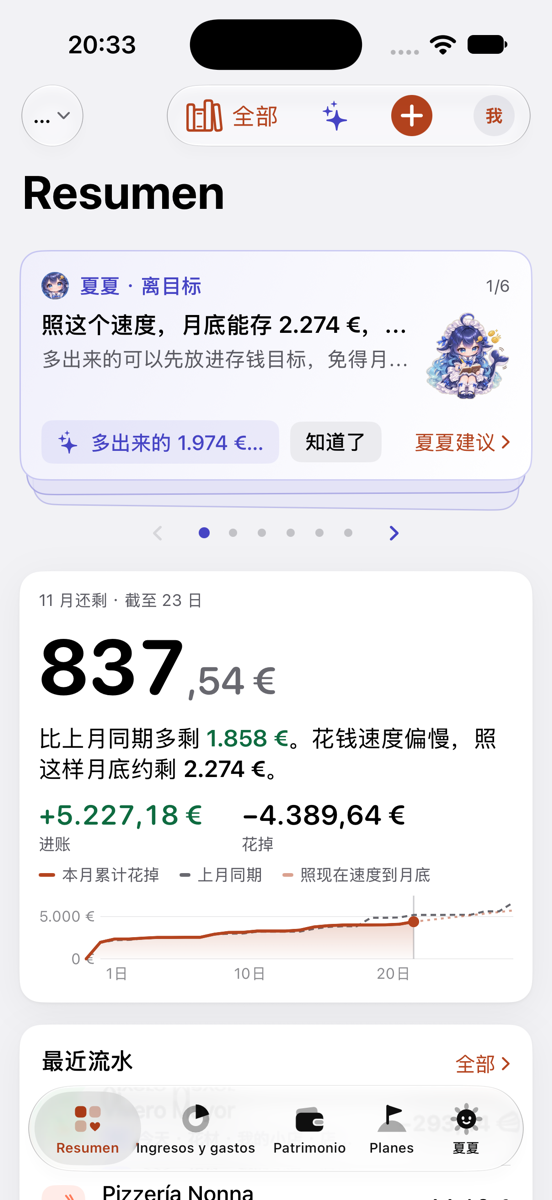 20:33
...
全部
我
Resumen
夏夏 · 离目标
1/6
照这个速度，月底能存 2.274 €，...
多出来的可以先放进存钱目标，免得月...
多出来的 1.974 €...
知道了
夏夏建议
11 月还剩 · 截至 23 日
837,54 €
比上月同期多剩 1.858 €。花钱速度偏慢，照
这样月底约剩 2.274 €。
+5.227,18 €
−4.389,64 €
进账
花掉
本月累计花掉
上月同期
照现在速度到月底
5.000 €
0 €
1日
10日
20日
最近流水
全部
Resumen
Ingresos y gastos
Patrimonio
Planes
夏夏
Pizzería Nonna